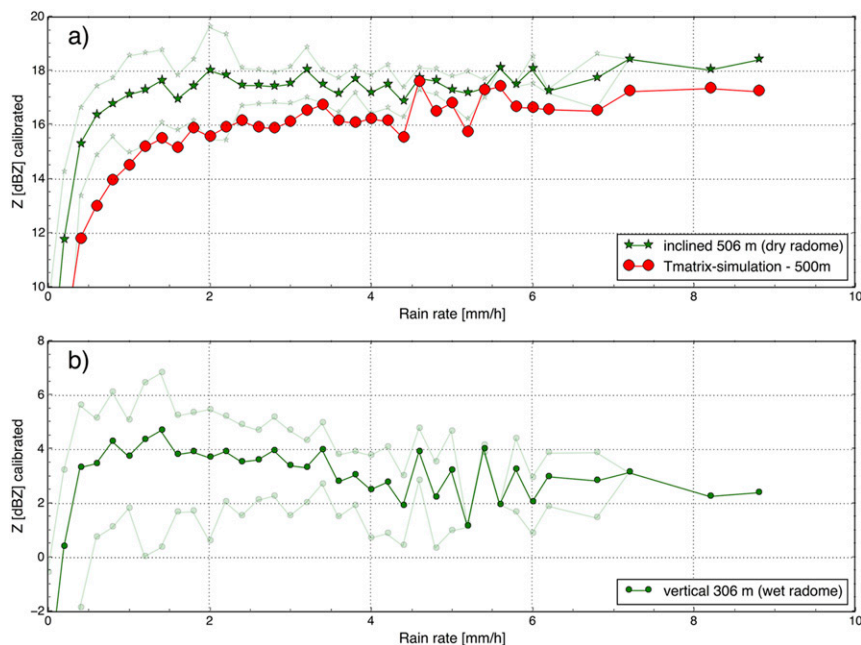 a)
Z [dBZ] calibrated
20
18
16
14
12
10
0 2 4 6 8 10
Rain rate [mm/h]
inclined 506 m (dry radome)
Tmatrix-simulation - 500m
b)
Z [dBZ] calibrated
8
6
4
2
0
−2
0 2 4 6 8 10
Rain rate [mm/h]
vertical 306 m (wet radome)